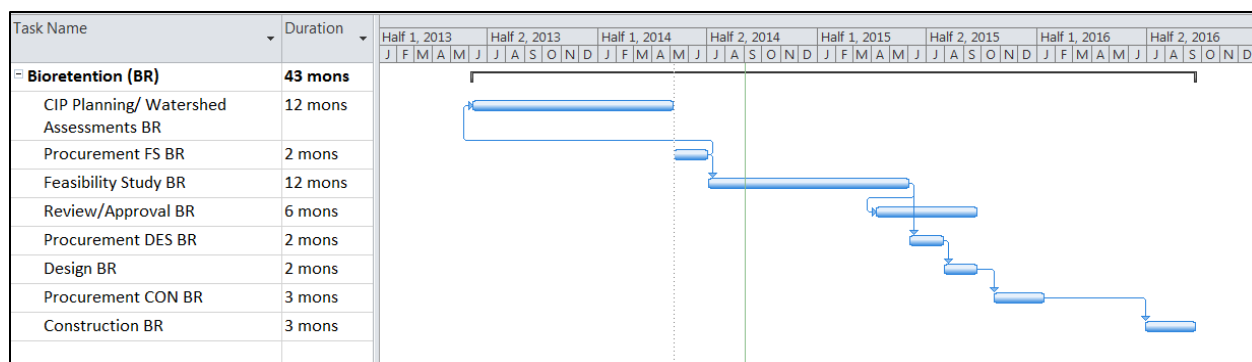 Task Name Duration
Half 1, 2013 Half 2, 2013 Half 1, 2014 Half 2, 2014 Half 1, 2015 Half 2, 2015 Half 1, 2016 Half 2, 2016
J F M A M J J A S O N D J F M A M J J A S O N D J F M A M J J A S O N D J F M A M J J A S O N D
Bioretention (BR) 43 mons
CIP Planning/ Watershed 12 mons
Assessments BR
Procurement FS BR 2 mons
Feasibility Study BR 12 mons
Review/Approval BR 6 mons
Procurement DES BR 2 mons
Design BR 2 mons
Procurement CON BR 3 mons
Construction BR 3 mons